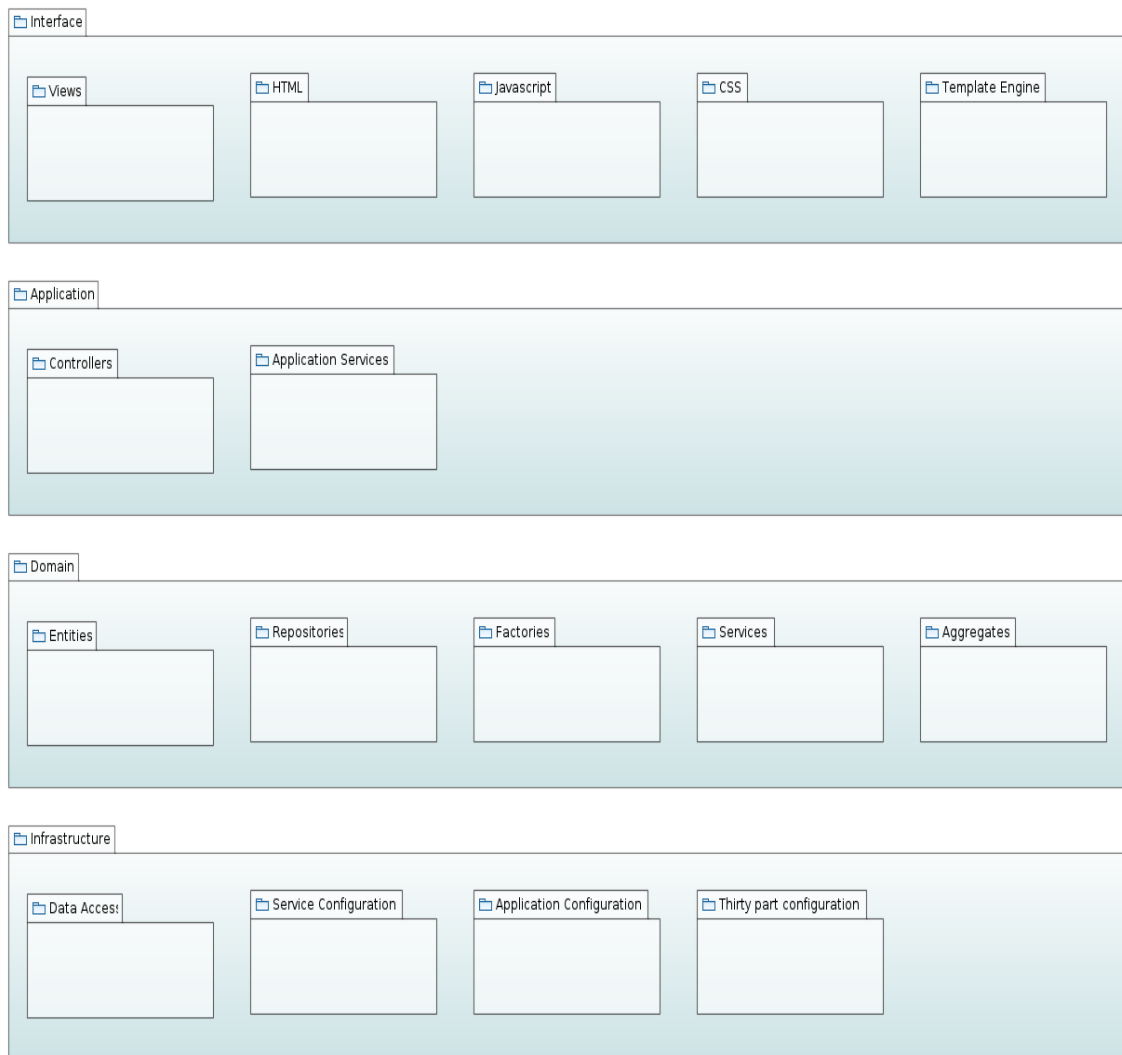 Interface
Views
HTML
Javascript
CSS
Template Engine
Application
Controllers
Application Services
Domain
Entities
Repositories
Factories
Services
Aggregates
Infrastructure
Data Access
Service Configuration
Application Configuration
Thirty part configuration